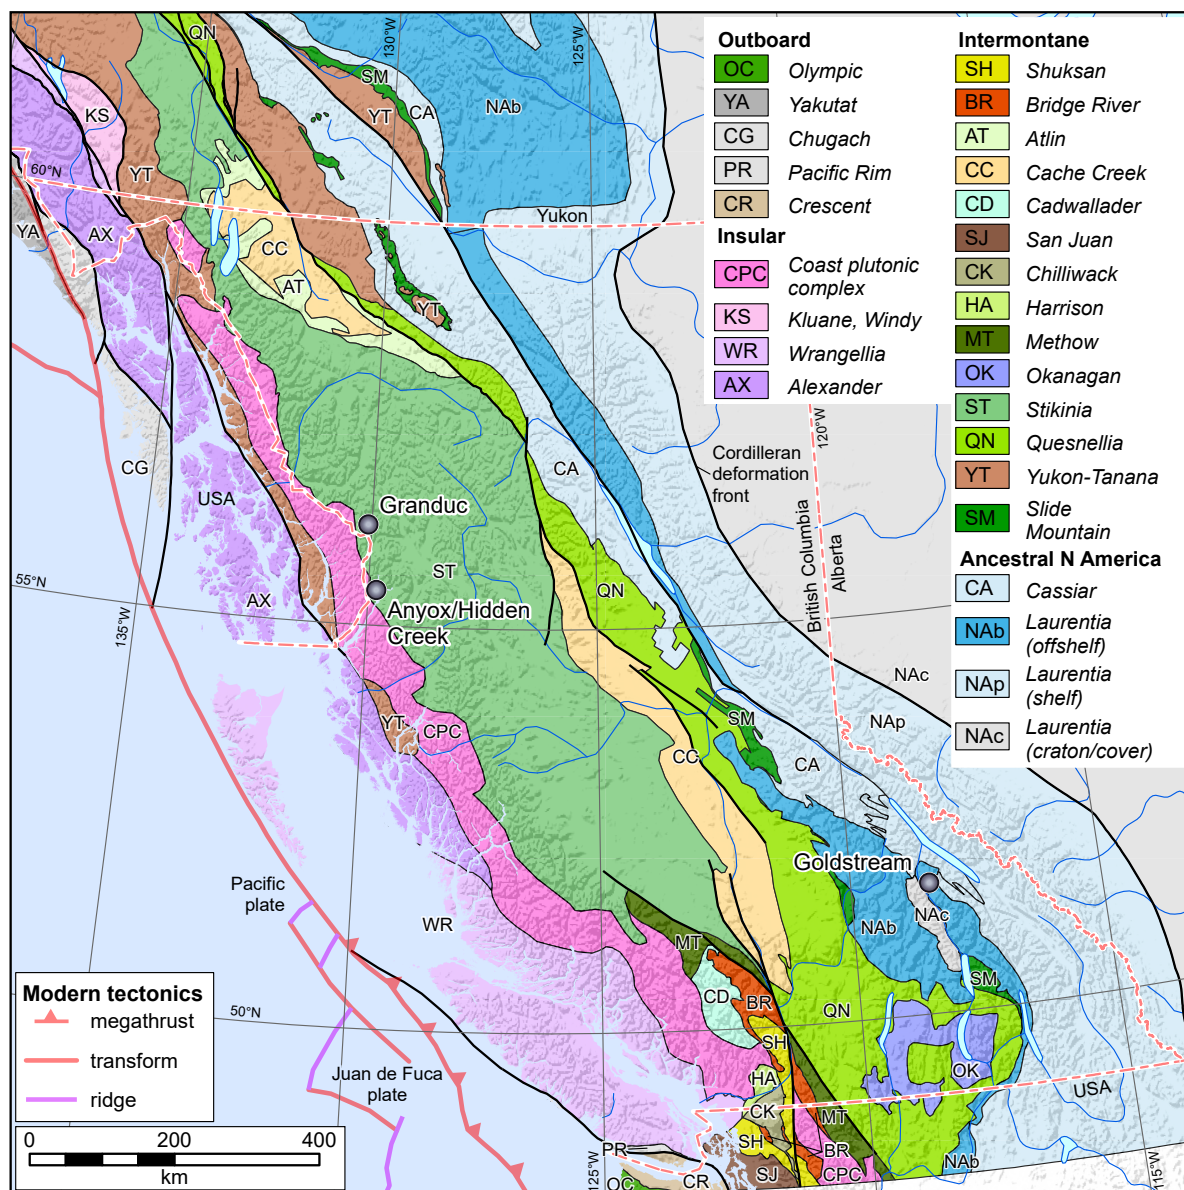 Outboard
OC Olympic
YA Yakutat
CG Chugach
PR Pacific Rim
CR Crescent
Insular
CPC Coast plutonic
complex
KS Kluane, Windy
WR Wrangellia
AX Alexander
Intermontane
SH Shuksan
BR Bridge River
AT Atlin
CC Cache Creek
CD Cadwallader
SJ San Juan
CK Chilliwack
HA Harrison
MT Methow
OK Okanagan
ST Stikinia
QN Quesnellia
YT Yukon-Tanana
SM Slide
Mountain
Ancestral N America
CA Cassiar
NAb Laurentia
(offshelf)
NAp Laurentia
(shelf)
NAc Laurentia
(craton/cover)
130°W
125°W
QN
SM
YT
CA
NAb
KS
60°N
YT
YA
AX
Yukon
CC
AT
YT
120°W
Cordilleran
deformation
front
CG
CA
USA
Granduc
British Columbia
Alberta
ST
55°N
QN
AX
Anyox/Hidden
Creek
135°W
NAc
NAp
YT
CPC
SM
CC
CA
Goldstream
Pacific
plate
WR
NAc
NAb
MT
SM
CD
BR
QN
50°N
SH
OK
HA
USA
Juan de Fuca
plate
CK
MT
SH
BR
PR
NAb
SJ
CPC
OC
CR
125°W
115°W
Modern tectonics
megathrust
transform
ridge
0 200 400
km